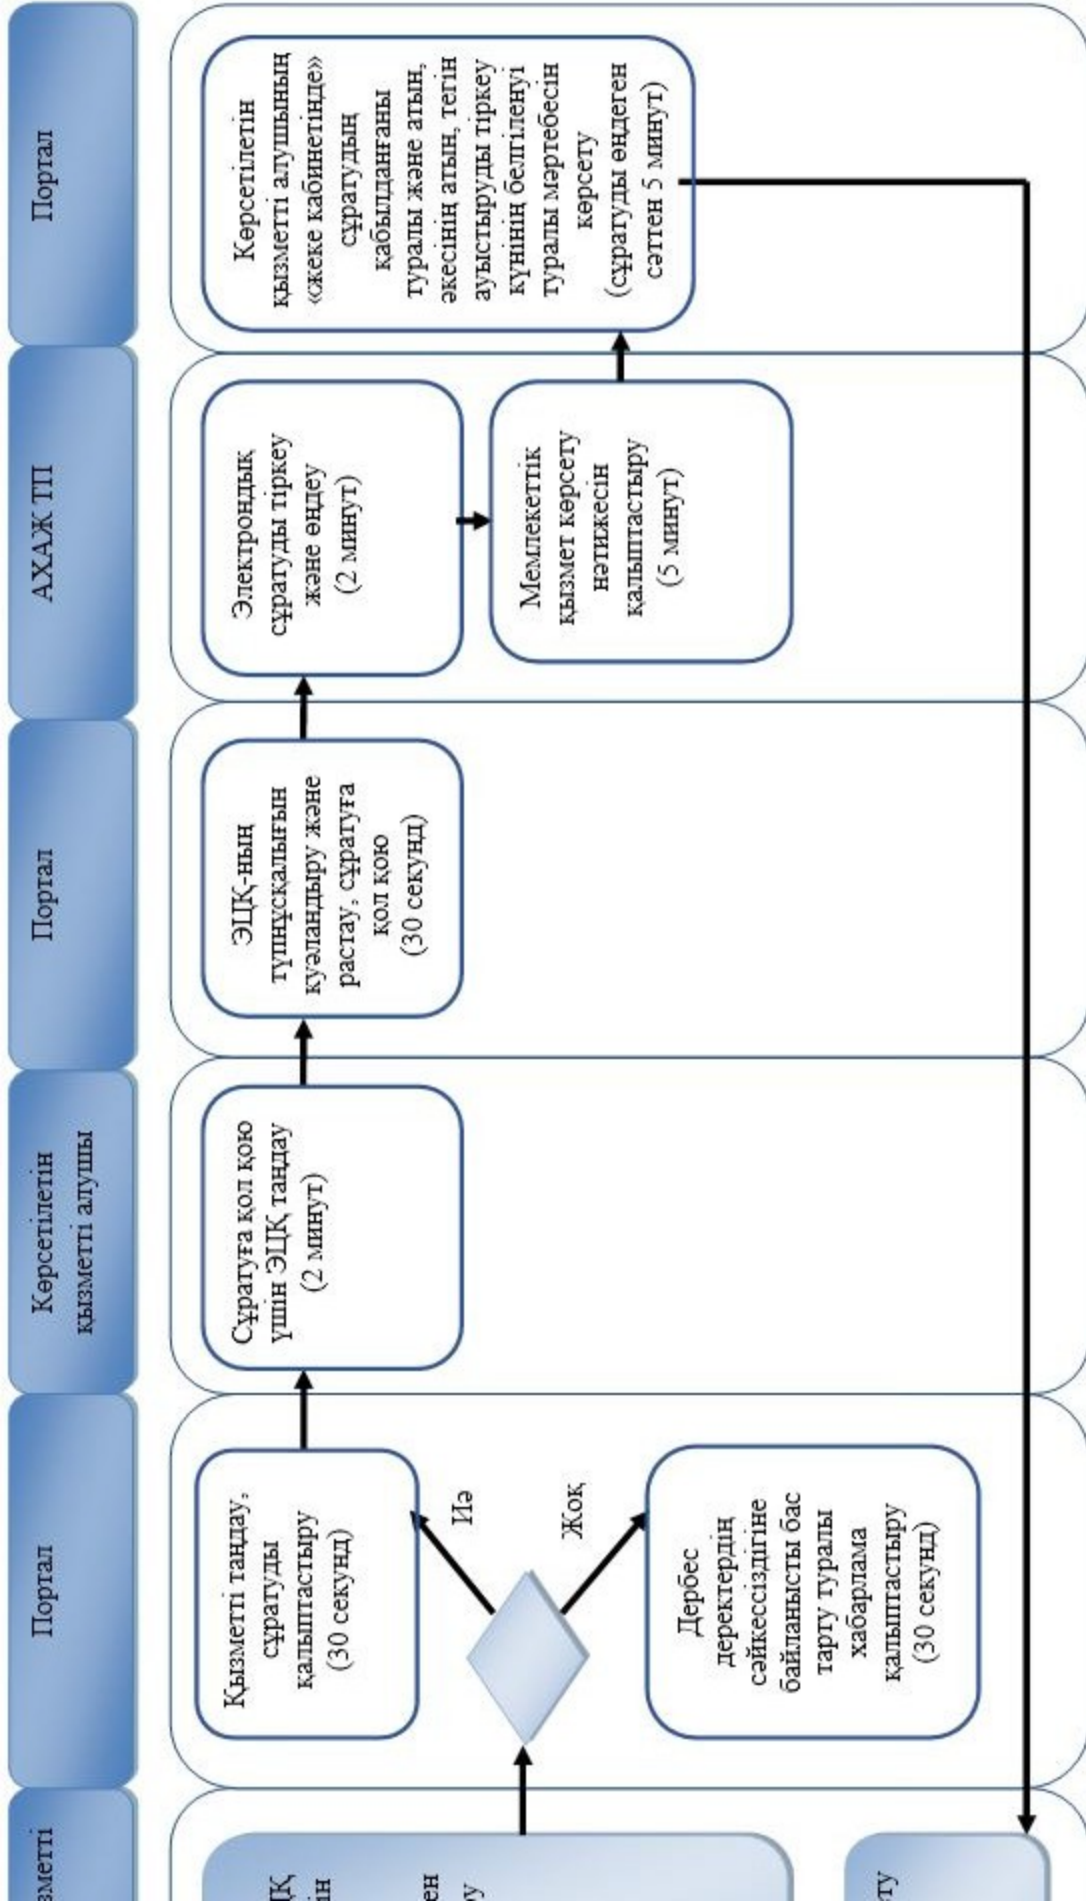 зметті
Портал
Көрсетілетін
қызметті алушы
Портал
АХАЖ ТП
Портал
Қызметті таңдау,
сұратуды
қалыптастыру
(30 секунд)
Иә
Жоқ
Дербес
деректердің
сәйкессіздігіне
байланысты бас
тарту туралы
хабарлама
қалыптастыру
(30 секунд)
Сұратуға қол қою
үшін ЭЦҚ таңдау
(2 минут)
ЭЦҚ-ның
түпнұсқалығын
куәландыру және
растау, сұратуға
қол қою
(30 секунд)
Электрондық
сұратуды тіркеу
және өңдеу
(2 минут)
Мемлекеттік
қызмет көрсету
нәтижесін
қалыптастыру
(5 минут)
Көрсетілетін
қызметті алушының
«жеке кабинетінде»
сұратудың
қабылданғаны
туралы және атын,
әкесінің атын, тегін
ауыстыруды тіркеу
күнінің белгіленуі
туралы мәртебесін
көрсету
(сұратуды өңдеген
сәттен 5 минут)